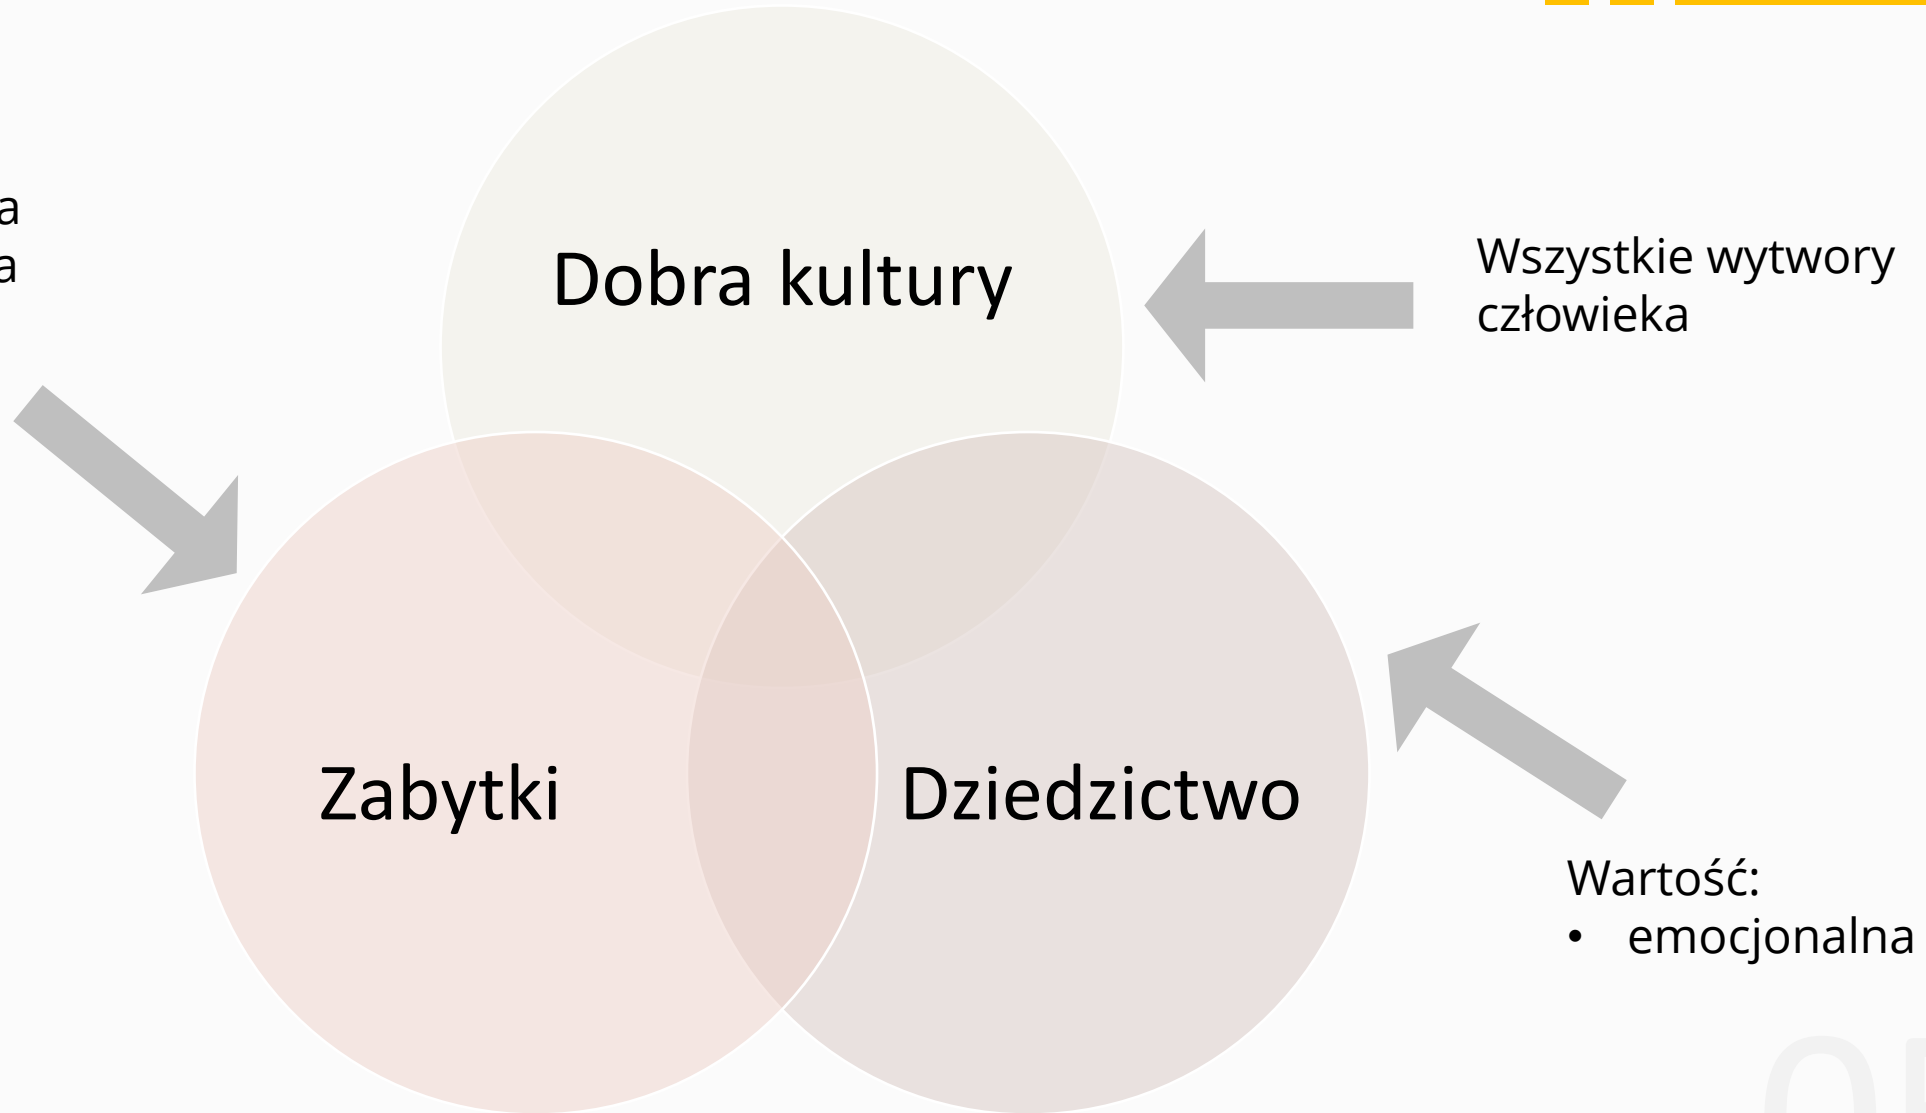 Dobra kultury
Wszystkie wytwory
człowieka
Zabytki
Dziedzictwo
Wartość:
• emocjonalna